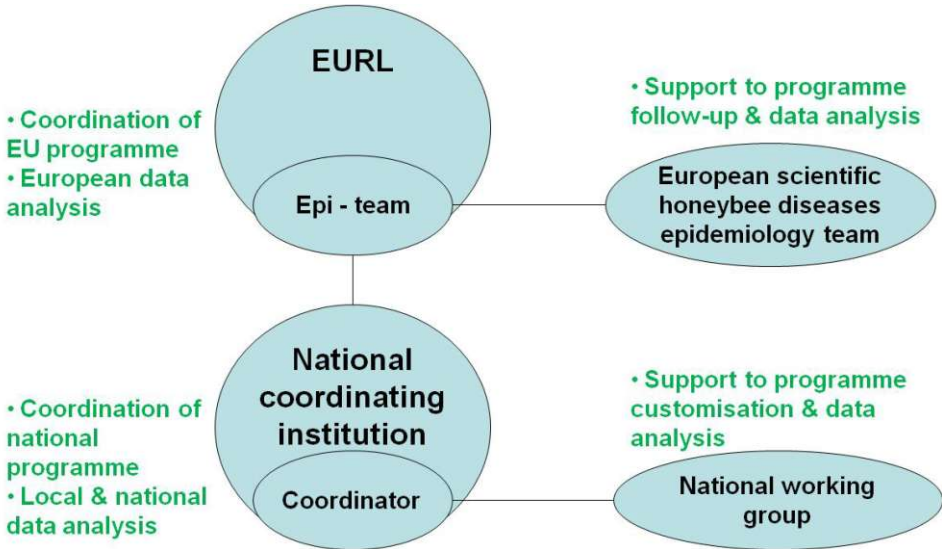 EURL
• Coordination of
EU programme
• European data
analysis
Epi - team
• Support to programme
follow-up & data analysis
European scientific
honeybee diseases
epidemiology team
National
coordinating
institution
• Coordination of
national
programme
• Local & national
data analysis
Coordinator
• Support to programme
customisation & data
analysis
National working
group